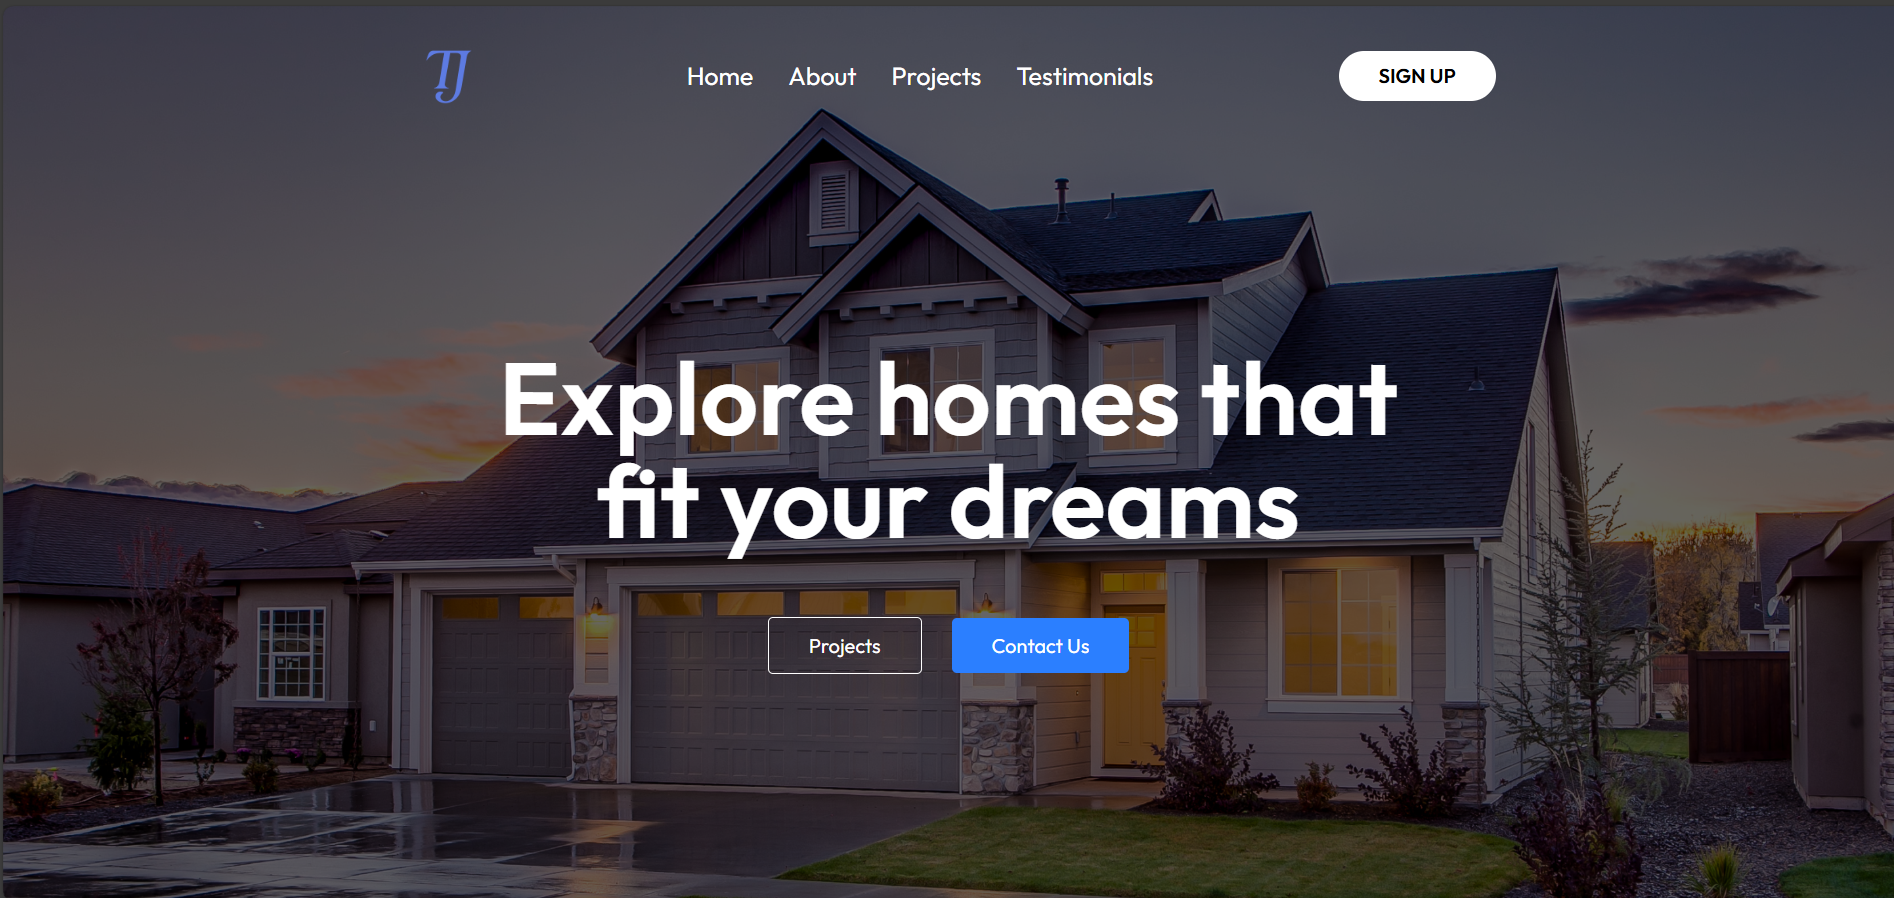 TJ
Home About Projects Testimonials
SIGN UP
Explore homes that
fit your dreams
Projects
Contact Us